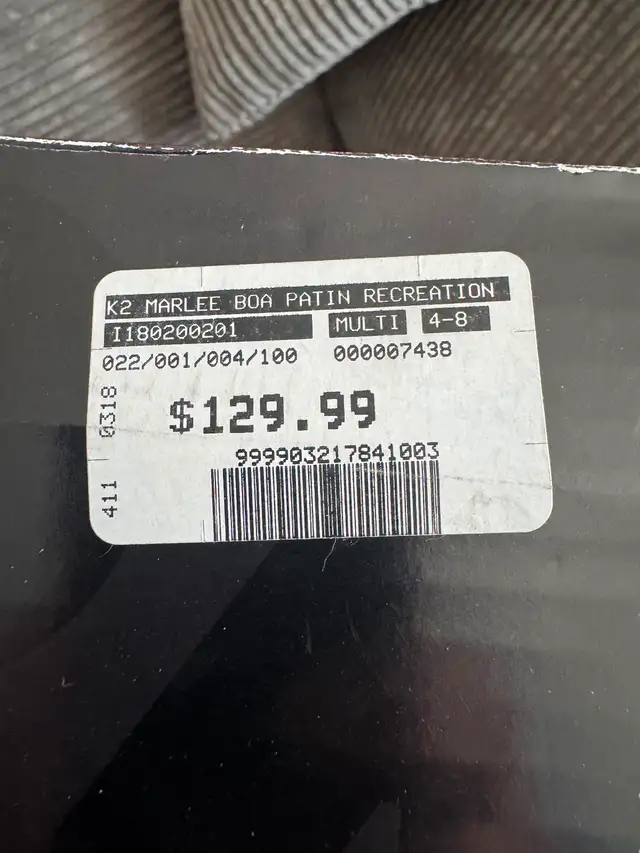 K2 MARLEE BOA PATIN RECREATION
I180200201 MULTI 4-8
022/001/004/100 000007438
0318
$129.99
999903217841003
411